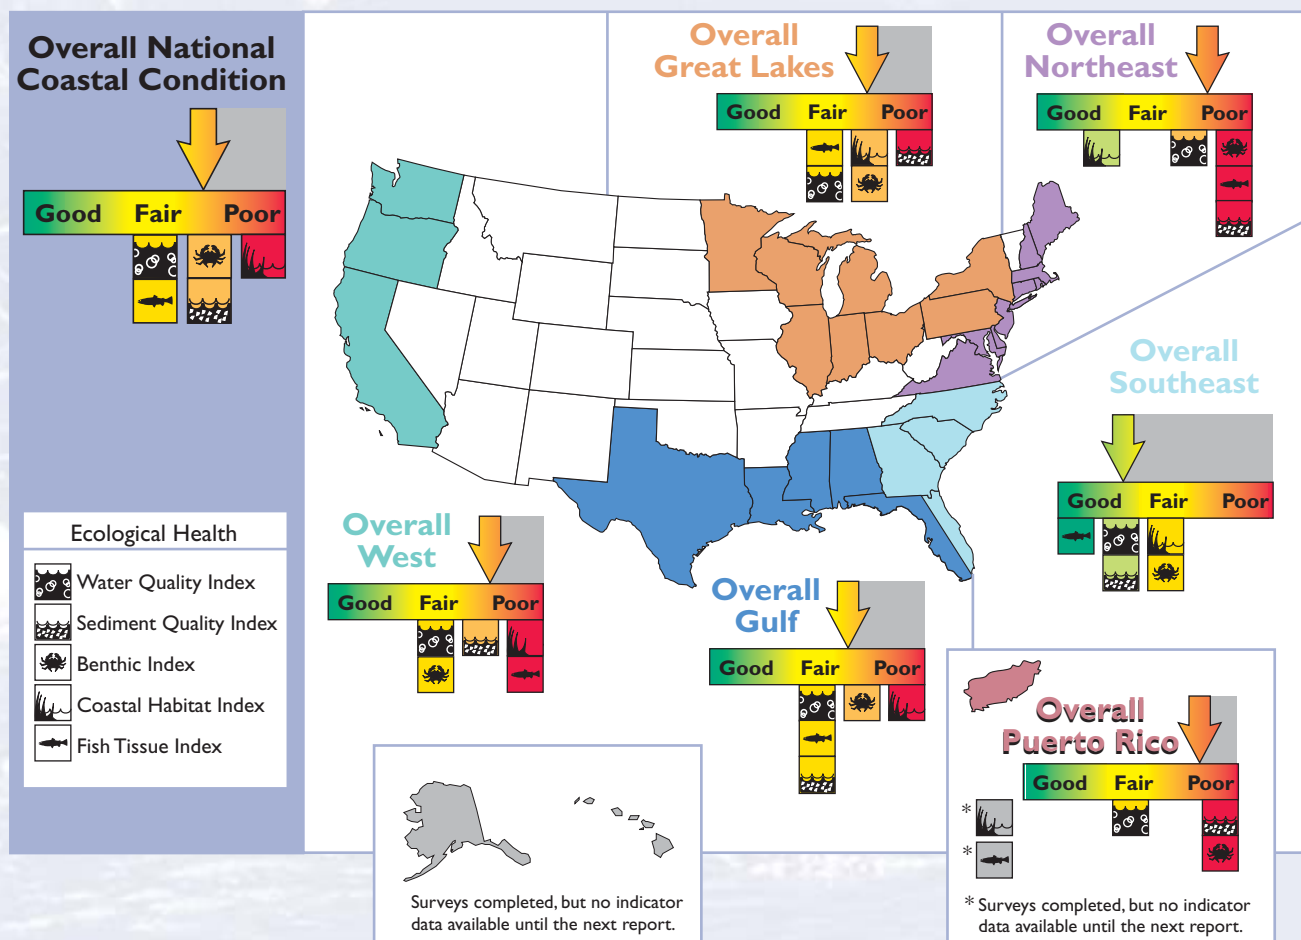 Overall National
Coastal Condition
Good Fair Poor
Ecological Health
Water Quality Index
Sediment Quality Index
Benthic Index
Coastal Habitat Index
Fish Tissue Index
Overall
Great Lakes
Good Fair Poor
Overall
Northeast
Good Fair Poor
Overall
Southeast
Good Fair Poor
Overall
West
Good Fair Poor
Overall
Gulf
Good Fair Poor
Overall
Puerto Rico
Good Fair Poor
*
*
* Surveys completed, but no indicator
data available until the next report.
Surveys completed, but no indicator
data available until the next report.